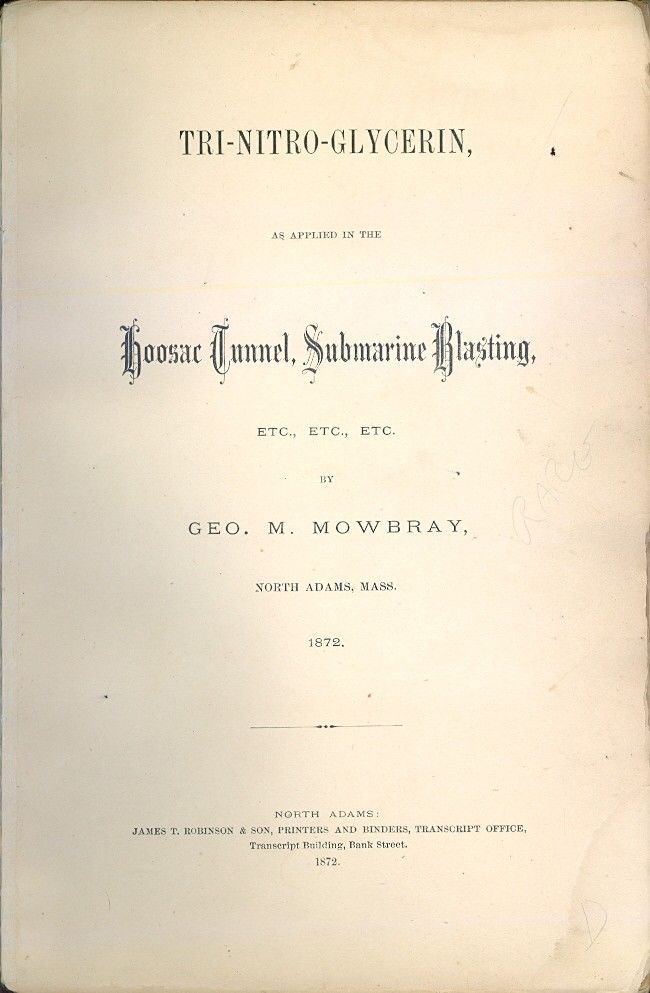 TRI-NITRO-GLYCERIN,
AS APPLIED IN THE
Hoosac Tunnel, Submarine Blasting,
ETC., ETC., ETC.
BY
GEO. M. MOWBRAY,
NORTH ADAMS, MASS.
1872.
RARE
NORTH ADAMS:
JAMES T. ROBINSON & SON, PRINTERS AND BINDERS, TRANSCRIPT OFFICE,
Transcript Building, Bank Street.
1872.
D